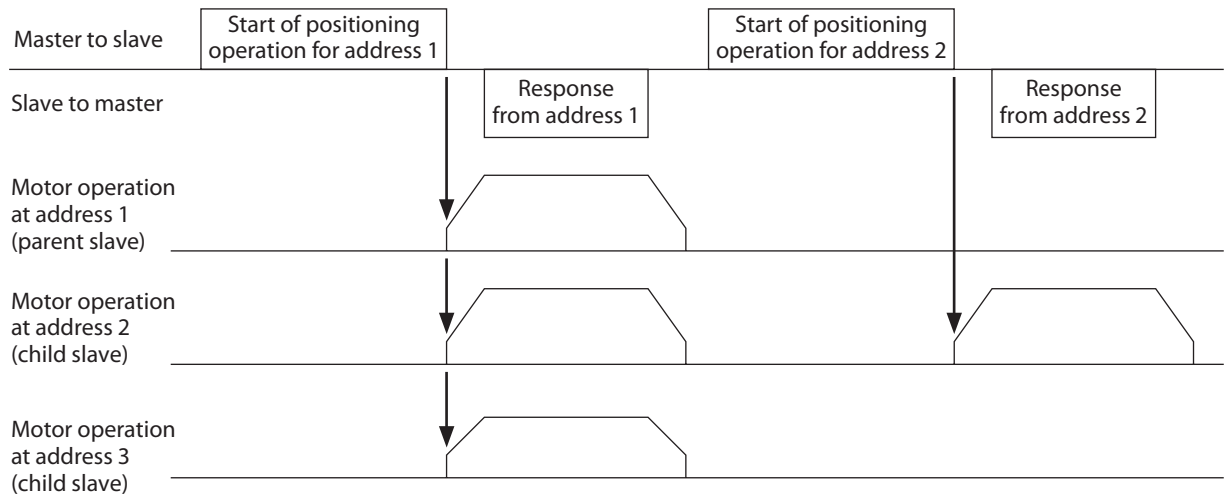 Master to slave
Start of positioning
operation for address 1
Start of positioning
operation for address 2
Slave to master
Response
from address 1
Response
from address 2
Motor operation
at address 1
(parent slave)
Motor operation
at address 2
(child slave)
Motor operation
at address 3
(child slave)